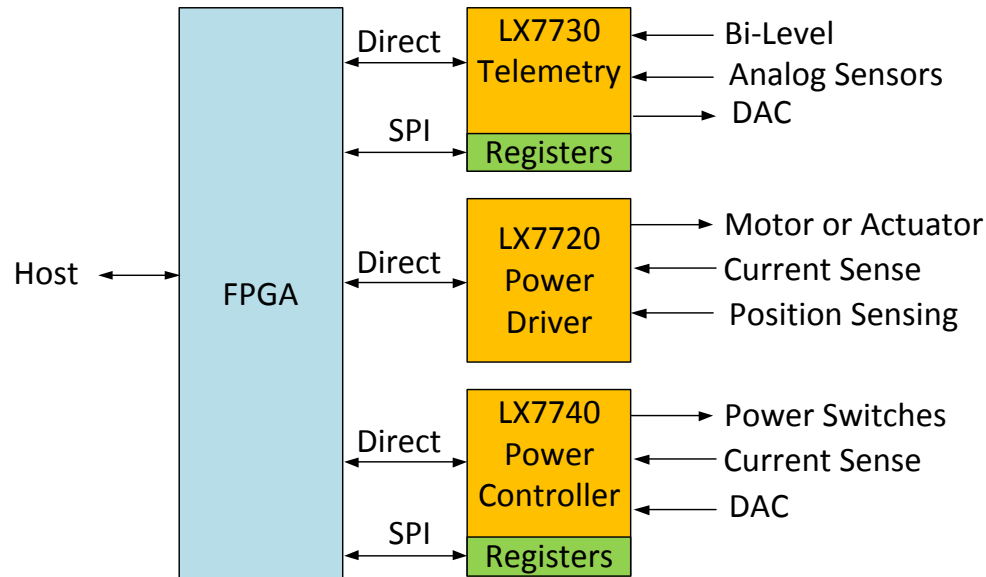 Host
FPGA
Direct
SPI
LX7730
Telemetry
Registers
Bi-Level
Analog Sensors
DAC
Direct
LX7720
Power
Driver
Motor or Actuator
Current Sense
Position Sensing
Direct
SPI
LX7740
Power
Controller
Registers
Power Switches
Current Sense
DAC